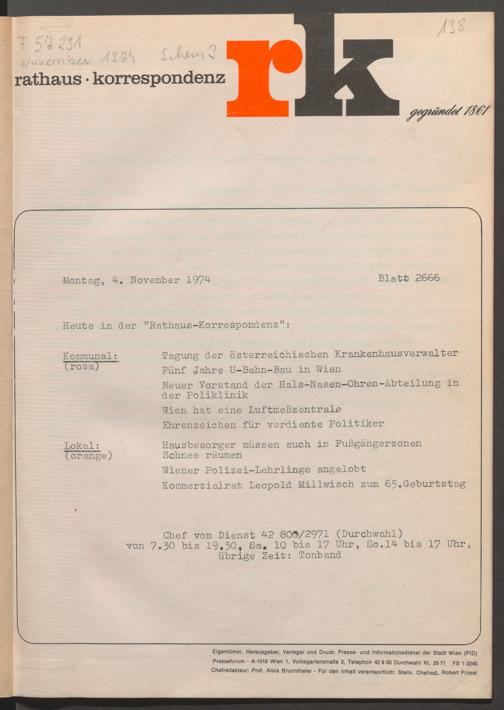 F 57 291
198
November 1974
rathaus · korrespondenz
rk
gegründet 1861
Montag, 4. November 1974 Blatt 2666
Heute in der "Rathaus-Korrespondenz":
Kommunal: Tagung der österreichischen Krankenhausverwalter
(rosa) Fünf Jahre U-Bahn-Bau in Wien
Neuer Vorstand der Hals-Nasen-Ohren-Abteilung in
der Poliklinik
Wien hat eine Luftmeßzentrale
Ehrenzeichen für verdiente Politiker
Lokal: Hausbesorger müssen auch in Fußgängerzonen
(orange) Schnee räumen
Wiener Polizei-Lehrlinge angelobt
Kommerzialrat Leopold Millwisch zum 65.Geburtstag
Chef vom Dienst 42 800/2971 (Durchwahl)
von 7.30 bis 19.30, Sa. 10 bis 17 Uhr, So.14 bis 17 Uhr,
übrige Zeit: Tonband
Eigentümer, Herausgeber, Verleger und Druck: Presse- und Informationsdienst der Stadt Wien (PID)
Presseforum - A-1016 Wien 1, Volksgartenstraße 3, Telephon 42 8 00 Durchwahl Kl. 29 71 FS 1-3240
Chefredakteur: Prof. Alois Brunnthaler - Für den Inhalt verantwortlich: Stellv. Chefred. Robert Prosel